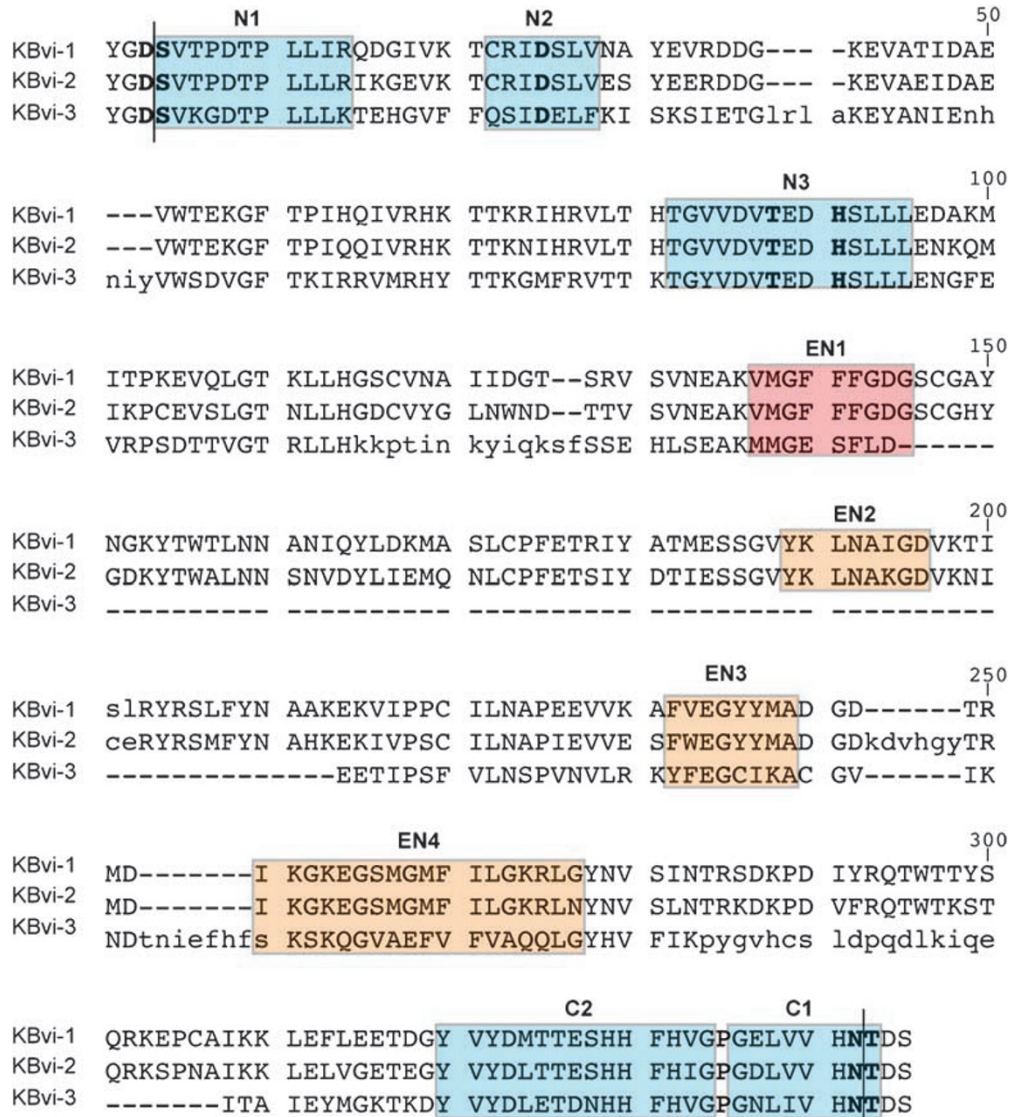 N1 N2 50
KBvi-1 YGDSVTPDTP LLLIRQDGIVK TCRIDSLVNA YEVRDDG--- -KEVATIDAE
KBvi-2 YGDSVTPDTP LLLRIKGEVK TCRIDSLVES YEERDDG--- -KEVAEIDAE
KBvi-3 YGDSVKGDTP LLLKTEHGVF FQSIDELFKI SKSIETGlrl aKEYANIEnh
N3 100
KBvi-1 ---VWTEKGF TPIHQIVRHK TTKRIHRVLT HTGVVDVTED HSLLLEDAKM
KBvi-2 ---VWTEKGF TPIQQIVRHK TTKNIHRVLT HTGVVDVTED HSLLLENKQM
KBvi-3 niyVWSDVGF TKIRRVMRHY TTKGMFRVTT KTGYVDVTED HSLLLENGFE
EN1 150
KBvi-1 ITPKEVQLGT KLLHGSCVNA IIDGT--SRV SVNEAKVMGF FFGDGSCGAY
KBvi-2 IKPCEVSLGT NLLHGDCVYG LNWND--TTV SVNEAKVMGF FFGDGSCGHY
KBvi-3 VRPSDTTVGT RLLHkkptin kyiqksfSSE HLSEAKMMGE SFLD------
EN2 200
KBvi-1 NGKYTWTLNN ANIQYLDKMA SLCPFETRIY ATMESSGVYK LNAIGDVKTI
KBvi-2 GDKYTWALNN SNVDYLIEMQ NLCPFETSIY DTIESSGVYK LNAKGDVKNI
KBvi-3 ---------- ---------- ---------- ---------- ----------
EN3 250
KBvi-1 slRYRSLFYN AAKEKVIPPC ILNAPEEVVK AFVEGYYMAD GD------TR
KBvi-2 ceRYRSMFYN AHKEKIVPSC ILNAPIEVVE SFWEGYYMAD GDkdvhgyTR
KBvi-3 ---------- ---EETIPSF VLNSPVNVLR KYFEGCIKAC GV------IK
EN4 300
KBvi-1 MD-------I KGKEGSMGMF ILGKRLGYNV SINTRSDKPD IYRQTWTTYS
KBvi-2 MD-------I KGKEGSMGMF ILGKRLNYNV SLNTRKDKPD VFRQTWTKST
KBvi-3 NDtniefhfs KSKQGVAEFV FVAQQLGYHV FIKpygvhcs ldpqdlkiqe
C2 C1
KBvi-1 QRKEPCAIKK LEFLEETDGY VYDMTTESHH FHVGPGELVV HNTDS
KBvi-2 QRKSPNAIKK LELVGETEGY VYDLTTESHH FHIGPGDLVV HNTDS
KBvi-3 -------ITA IEYMGKTKDY VYDLETDNHH FHVGPGNLIV HNTDS